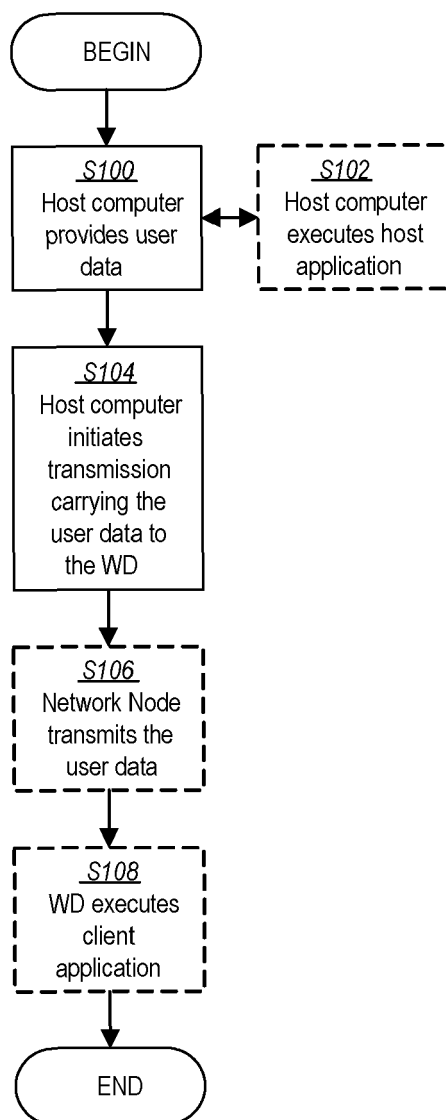 BEGIN
S100
Host computer
provides user
data
S102
Host computer
executes host
application
S104
Host computer
initiates
transmission
carrying the
user data to
the WD
S106
Network Node
transmits the
user data
S108
WD executes
client
application
END